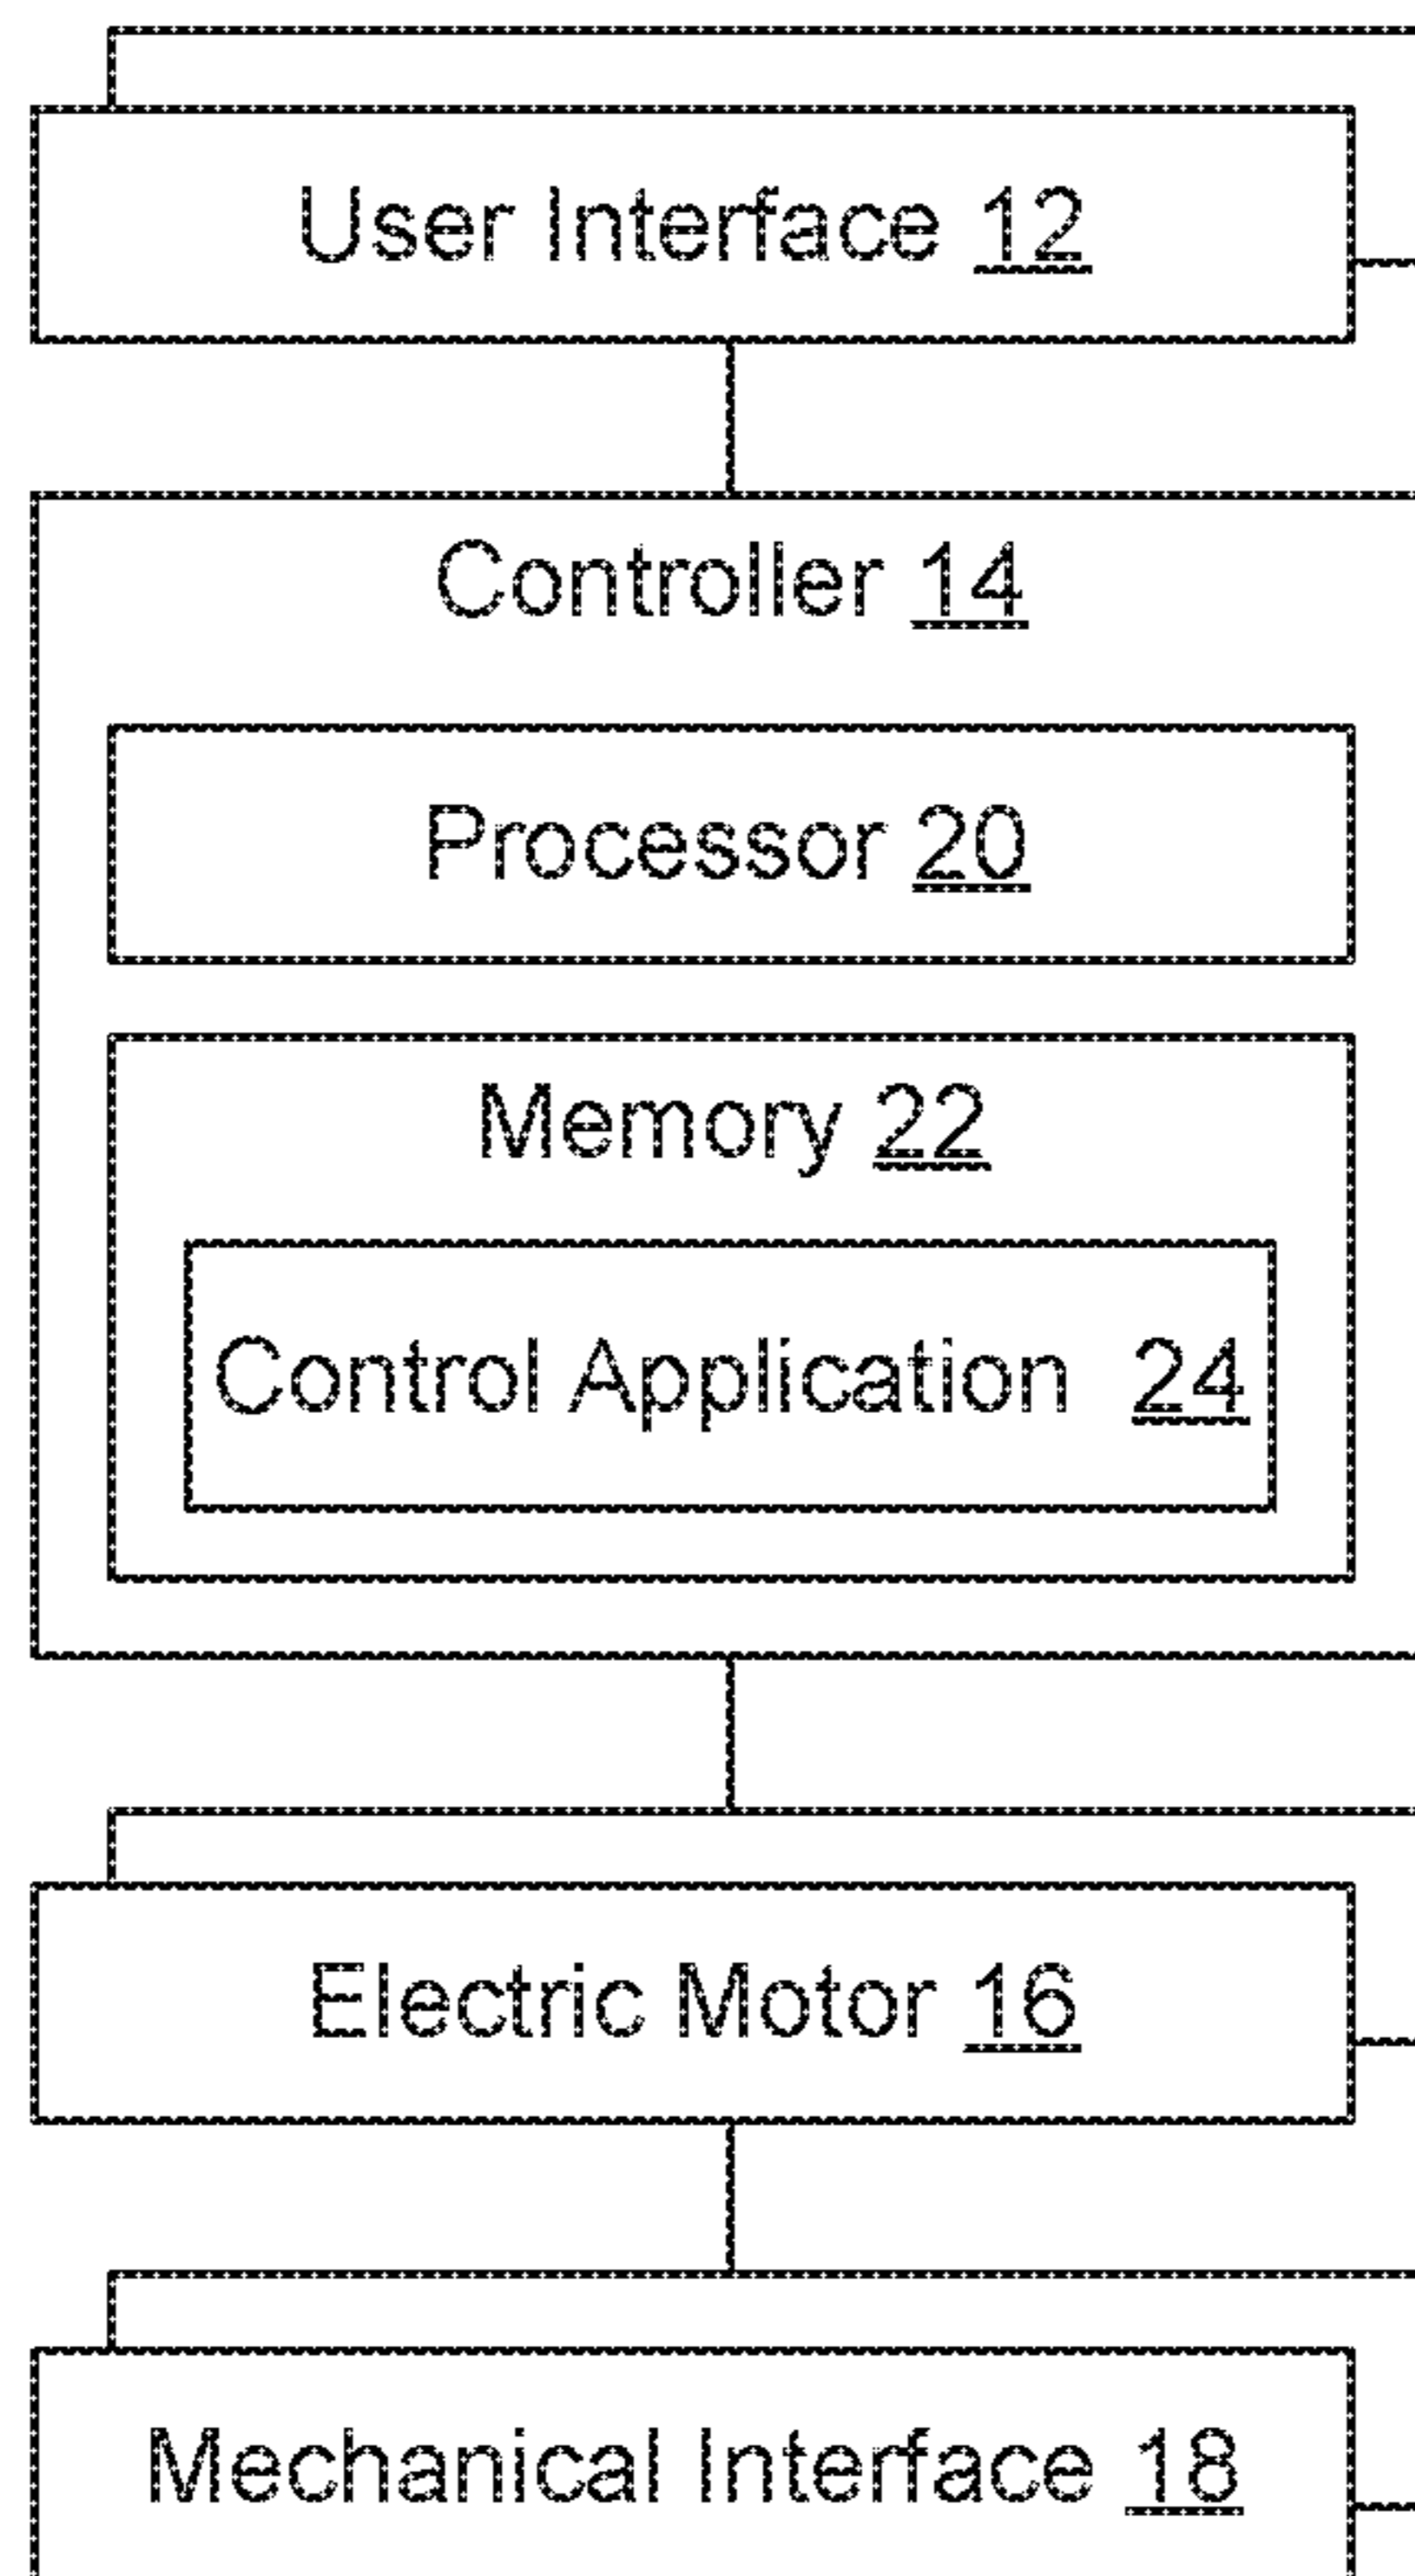 User Interface 12
Controller 14
Processor 20
Memory 22
Control Application 24
Electric Motor 16
Mechanical Interface 18